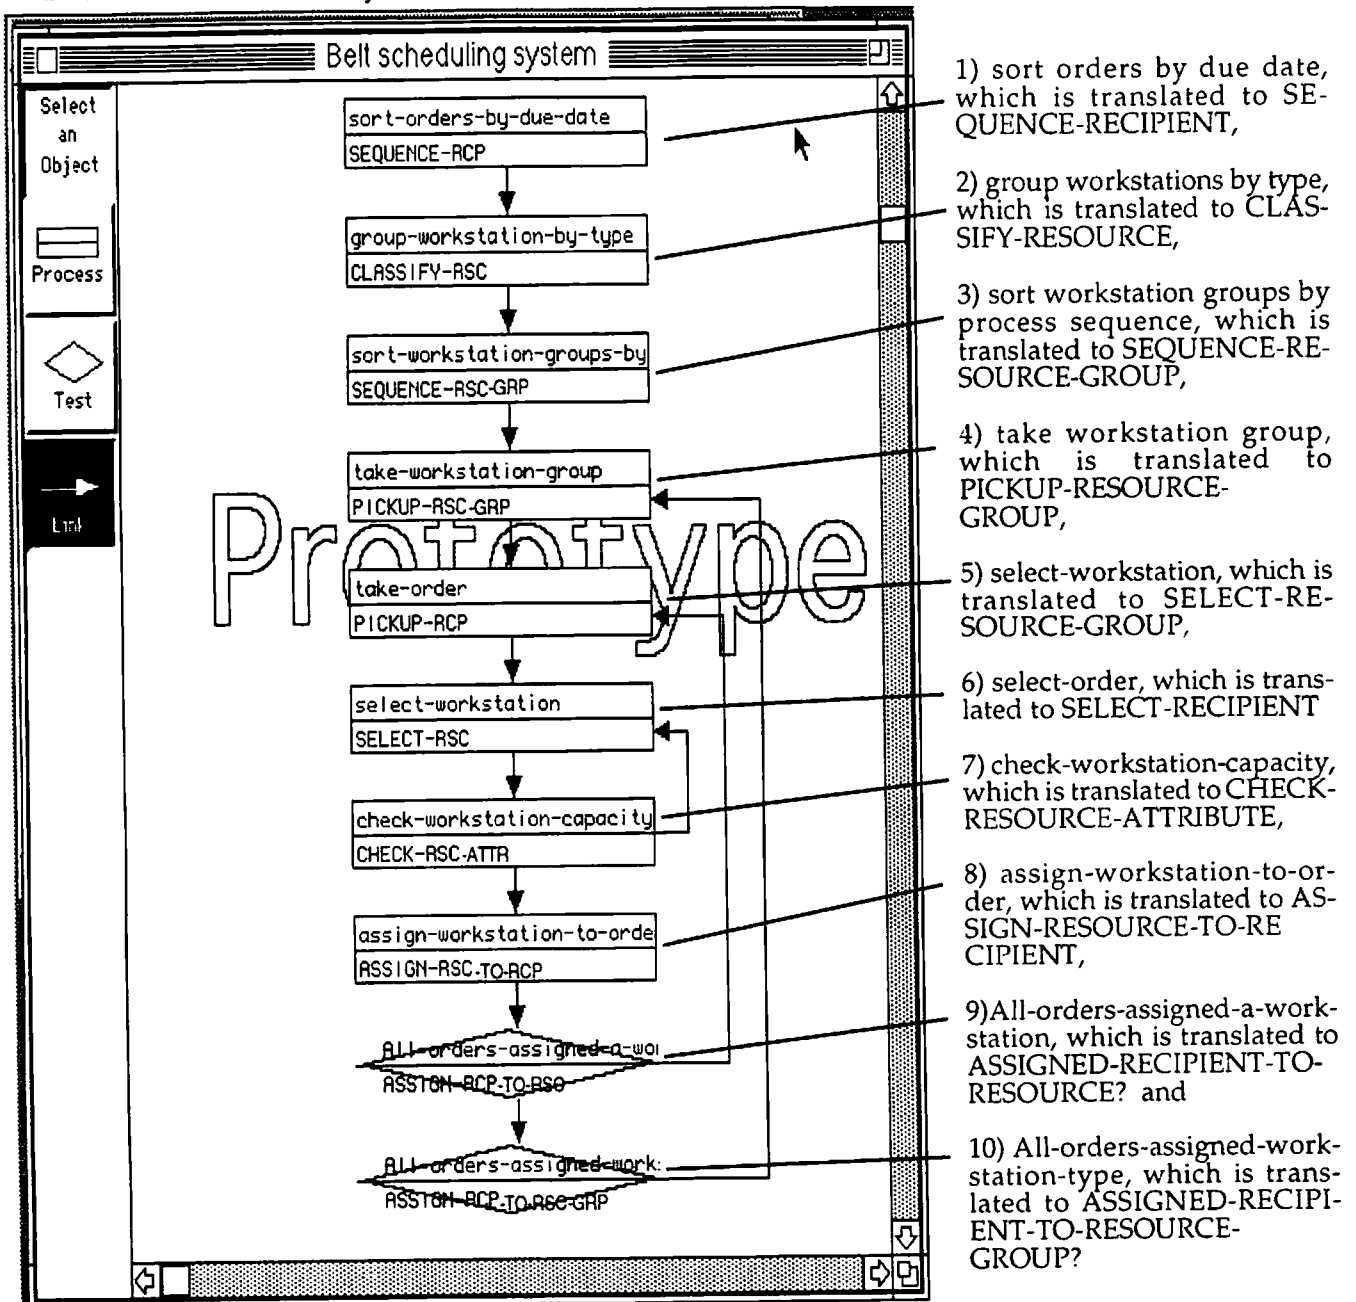 Belt scheduling system
Select
an
Object
Process
Test
Link
Prototype
sort-orders-by-due-date
SEQUENCE-RCP
group-workstation-by-type
CLASSIFY-RSC
sort-workstation-groups-by
SEQUENCE-RSC-GRP
take-workstation-group
PICKUP-RSC-GRP
take-order
PICKUP-RCP
select-workstation
SELECT-RSC
check-workstation-capacity
CHECK-RSC-ATTR
assign-workstation-to-orde
ASSIGN-RSC-TO-RCP
All-orders-assigned-a-wor
ASSIGN-RCP-TO-RSC
All-orders-assigned-work
ASSIGN-RCP-TO-RSC-GRP
1) sort orders by due date,
which is translated to SE-
QUENCE-RECIPIENT,
2) group workstations by type,
which is translated to CLAS-
SIFY-RESOURCE,
3) sort workstation groups by
process sequence, which is
translated to SEQUENCE-RE-
SOURCE-GROUP,
4) take workstation group,
which is translated to
PICKUP-RESOURCE-
GROUP,
5) select-workstation, which is
translated to SELECT-RE-
SOURCE-GROUP,
6) select-order, which is trans-
lated to SELECT-RECIPIENT
7) check-workstation-capacity,
which is translated to CHECK-
RESOURCE-ATTRIBUTE,
8) assign-workstation-to-or-
der, which is translated to AS-
SIGN-RESOURCE-TO-RE
CIPIENT,
9)All-orders-assigned-a-work-
station, which is translated to
ASSIGNED-RECIPIENT-TO-
RESOURCE? and
10) All-orders-assigned-work-
station-type, which is trans-
lated to ASSIGNED-RECIPI-
ENT-TO-RESOURCE-
GROUP?